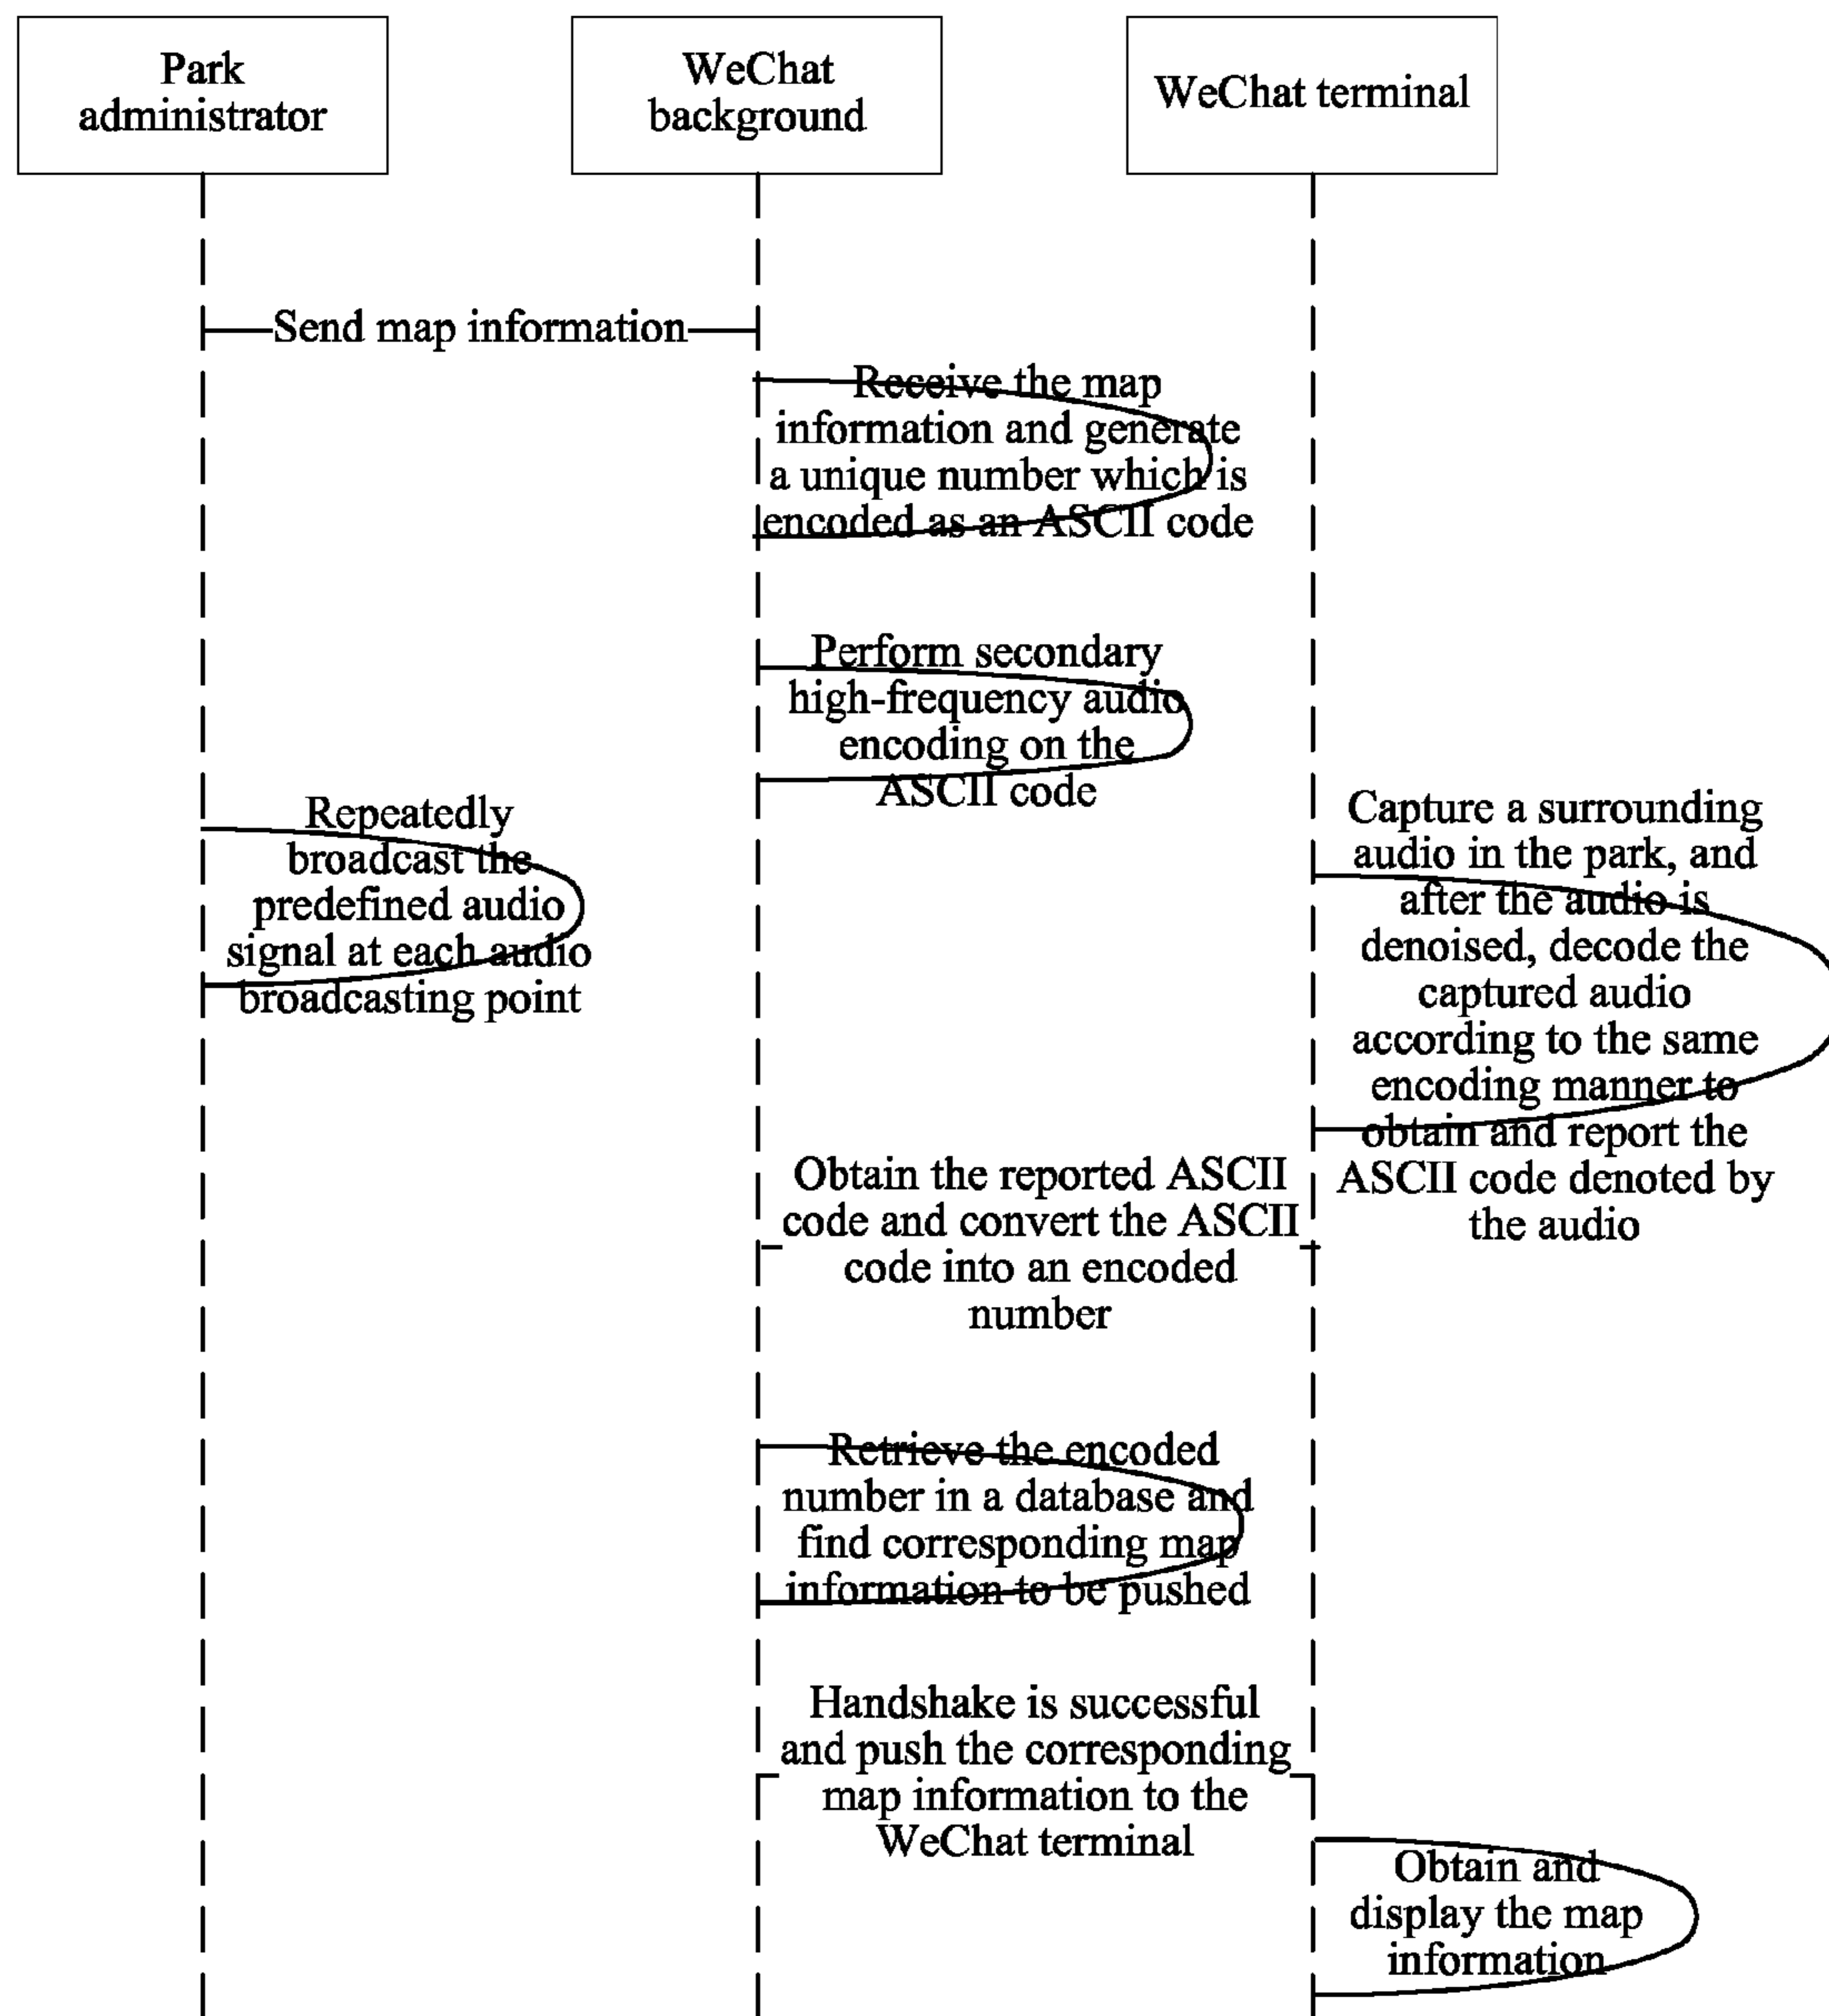 Park
administrator
WeChat
background
WeChat terminal
Send map information
Receive the map
information and generate
a unique number which is
encoded as an ASCII code
Perform secondary
high-frequency audio
encoding on the
ASCII code
Repeatedly
broadcast the
predefined audio
signal at each audio
broadcasting point
Capture a surrounding
audio in the park, and
after the audio is
denoised, decode the
captured audio
according to the same
encoding manner to
obtain and report the
ASCII code denoted by
the audio
Obtain the reported ASCII
code and convert the ASCII
code into an encoded
number
Retrieve the encoded
number in a database and
find corresponding map
information to be pushed
Handshake is successful
and push the corresponding
map information to the
WeChat terminal
Obtain and
display the map
information